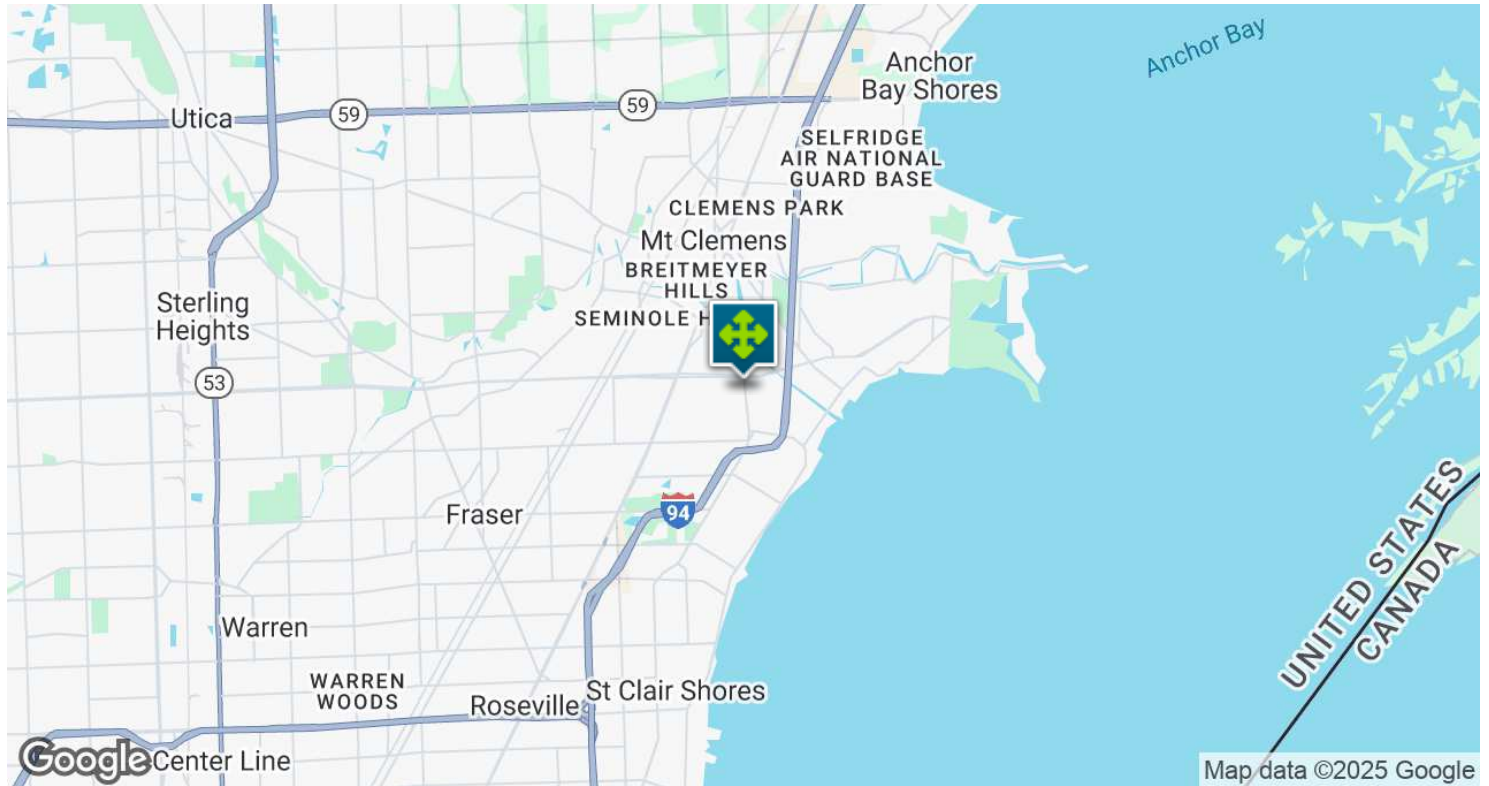 Anchor Bay
Anchor
Bay Shores
59
59
Utica
SELFRIDGE
AIR NATIONAL
GUARD BASE
CLEMENS PARK
Mt Clemens
BREITMEYER
HILLS
SEMINOLE H
Sterling
Heights
53
Fraser
94
UNITED STATES
CANADA
Warren
WARREN
WOODS
Roseville
St Clair Shores
Google
Center Line
Map data ©2025 Google